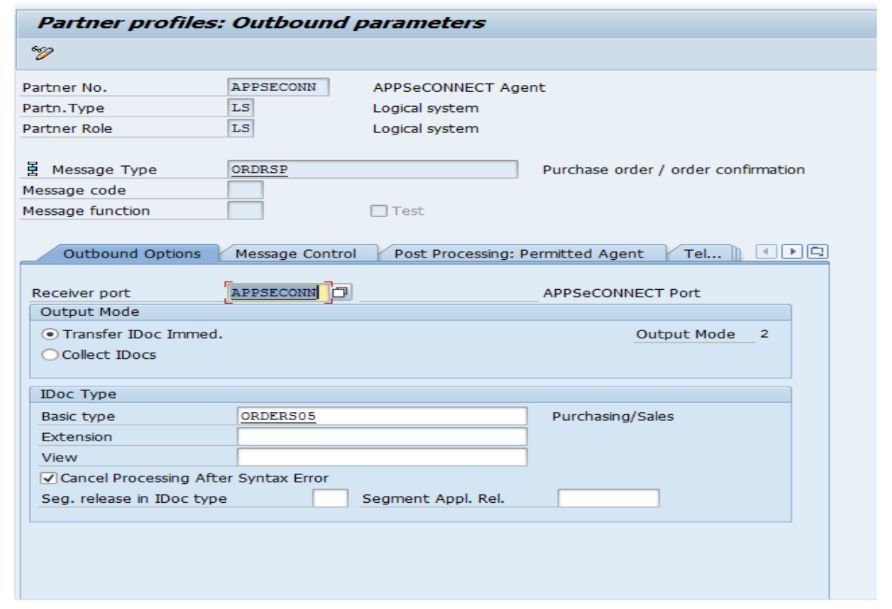 Partner profiles: Outbound parameters
Partner No. APPSECONN APPSeCONNECT Agent
Partn.Type LS Logical system
Partner Role LS Logical system
Message Type ORDRSP Purchase order / order confirmation
Message code
Message function Test
Outbound Options Message Control Post Processing: Permitted Agent Tel...
Receiver port APPSECONN APPSeCONNECT Port
Output Mode
Transfer IDoc Immed. Output Mode 2
Collect IDocs
IDoc Type
Basic type ORDERS05 Purchasing/Sales
Extension
View
Cancel Processing After Syntax Error
Seg. release in IDoc type Segment Appl. Rel.